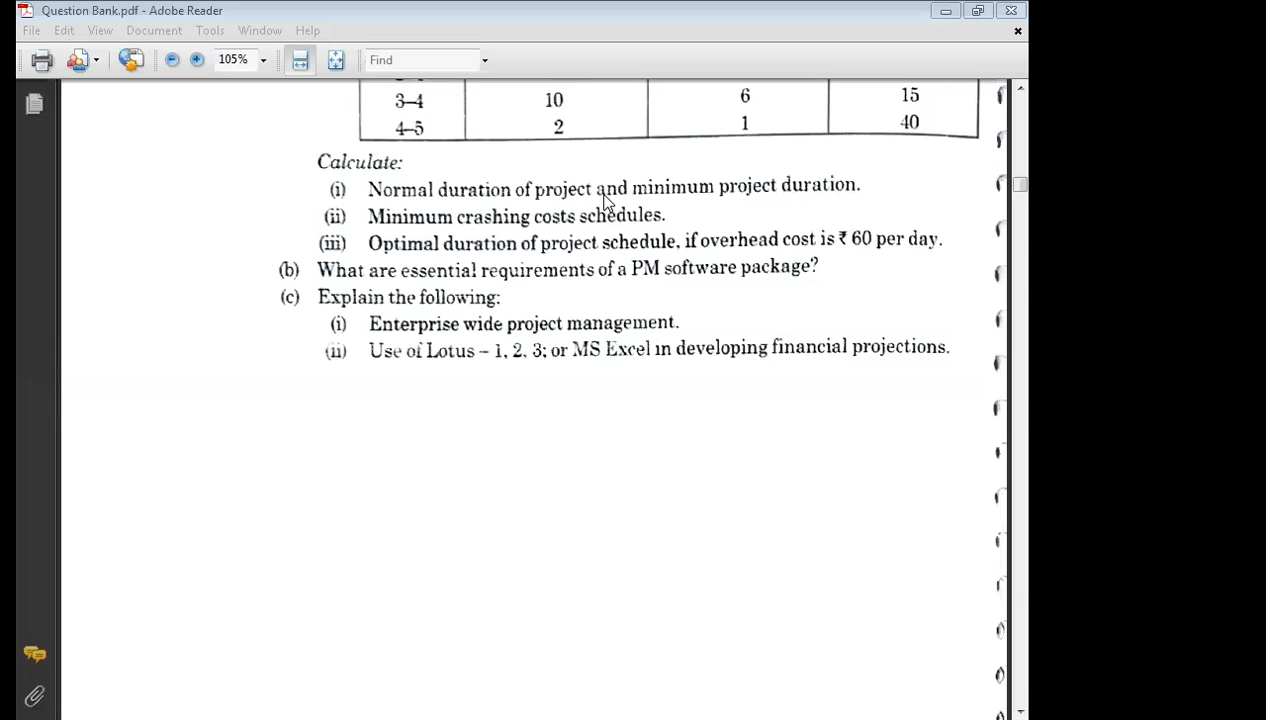 Question Bank.pdf - Adobe Reader
File Edit View Document Tools Window Help
105% Find
3–4 10 6 15
4–5 2 1 40
Calculate:
(i) Normal duration of project and minimum project duration.
(ii) Minimum crashing costs schedules.
(iii) Optimal duration of project schedule, if overhead cost is ₹ 60 per day.
(b) What are essential requirements of a PM software package?
(c) Explain the following:
(i) Enterprise wide project management.
(ii) Use of Lotus – 1, 2, 3; or MS Excel in developing financial projections.